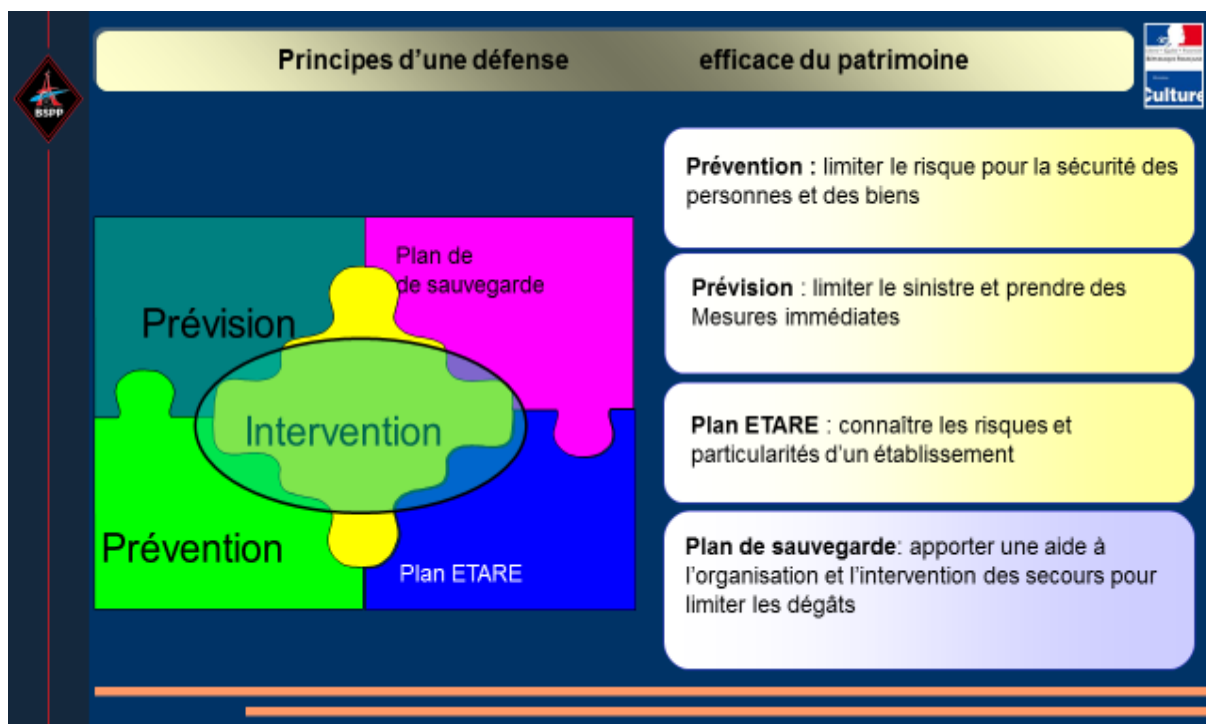 Principes d'une défense efficace du patrimoine
BSPP
Culture
Plan de
de sauvegarde
Prévision
Intervention
Prévention
Plan ETARE
Prévention : limiter le risque pour la sécurité des
personnes et des biens
Prévision : limiter le sinistre et prendre des
Mesures immédiates
Plan ETARE : connaître les risques et
particularités d'un établissement
Plan de sauvegarde: apporter une aide à
l'organisation et l'intervention des secours pour
limiter les dégâts